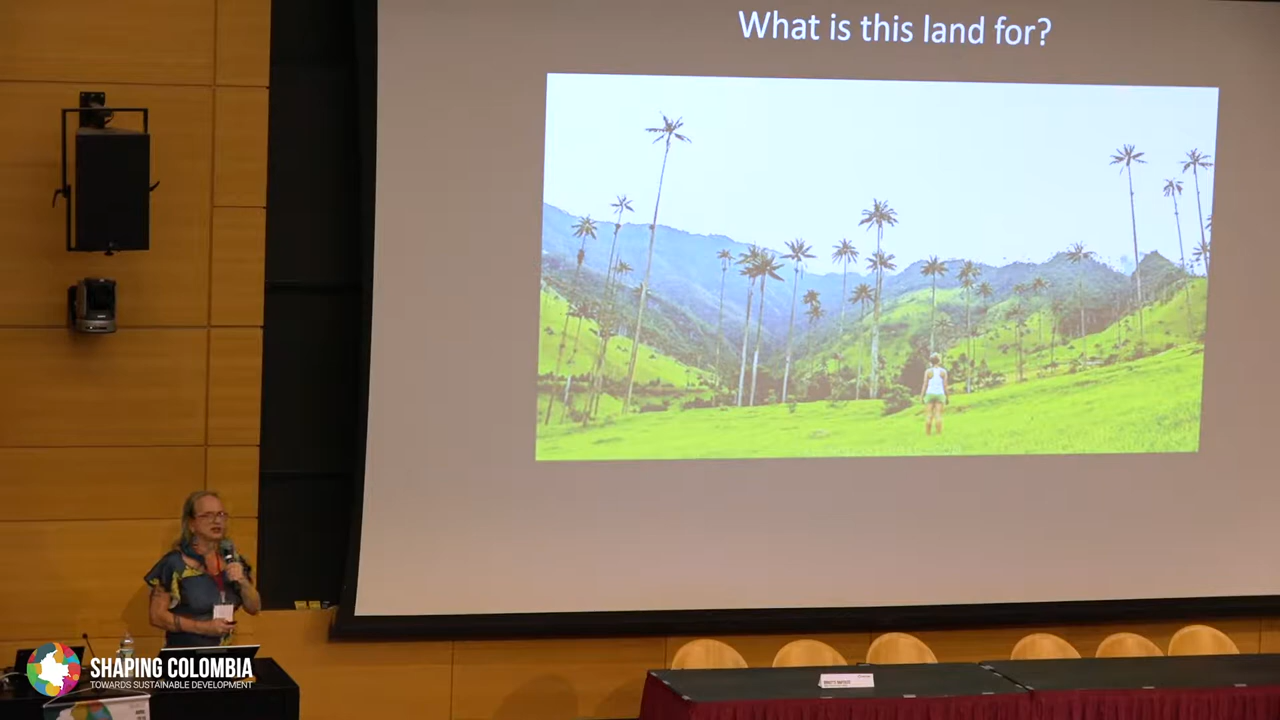 What is this land for?
SHAPING COLOMBIA
TOWARDS SUSTAINABLE DEVELOPMENT